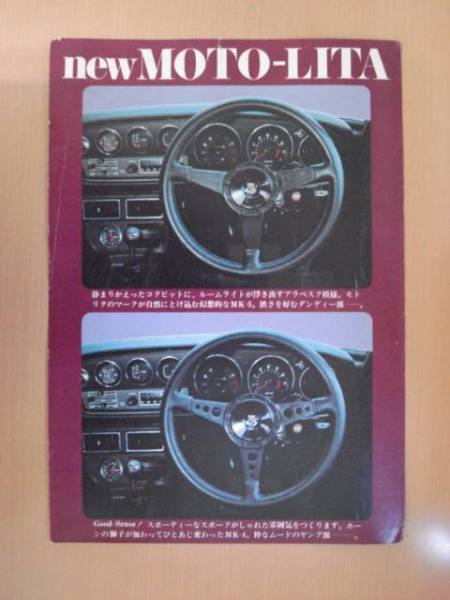 newMOTO-LITA
静まりかえったコクピットに、ルームライトが浮き出すアラベスク模様。モト
リタのマークが自然にとけ込む幻想的なMK-5。渋さを好むダンディー派——。
Good-Sense! スポーティーなスポークがしゃれた雰囲気をつくります。ホー
ンの獅子が加わってひとあじ変わったMK-4。粋なムードのヤング派——。